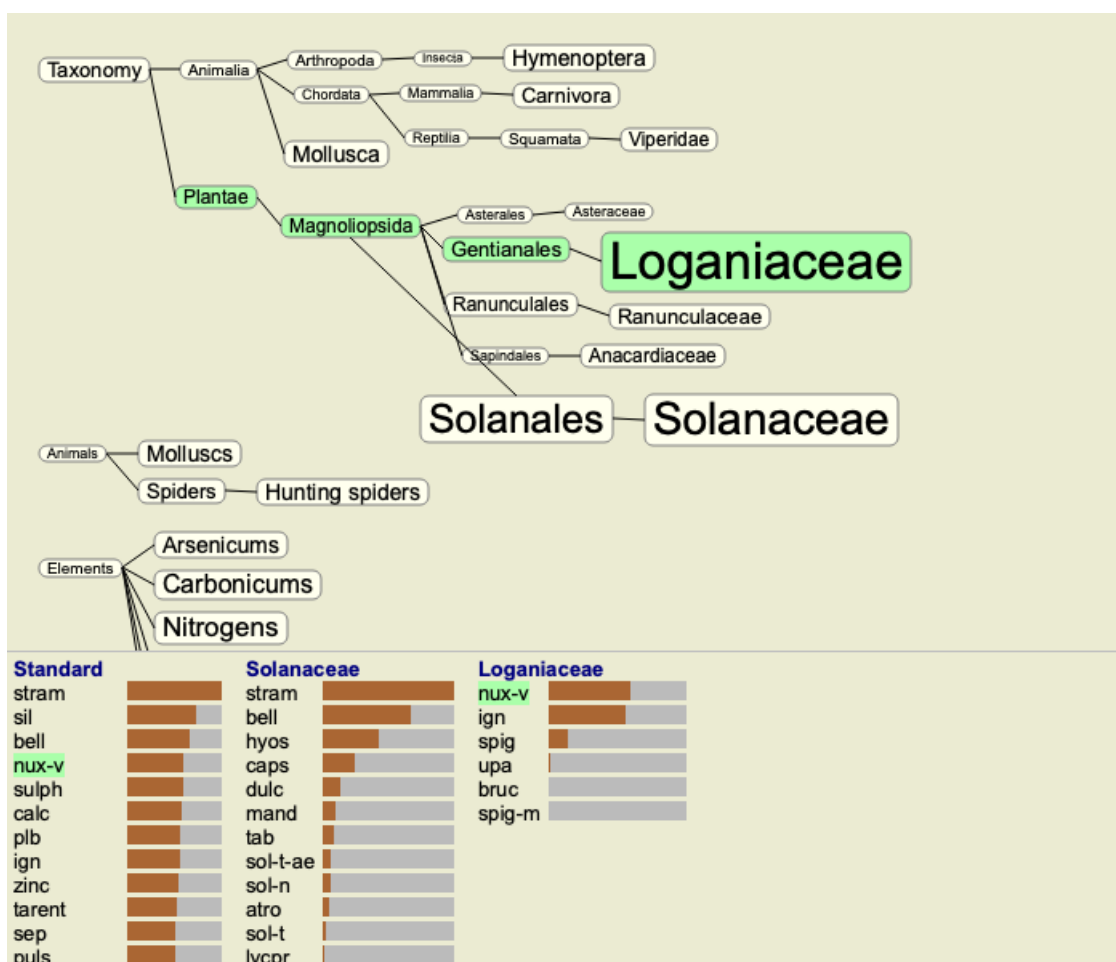 Taxonomy
Animalia
Arthropoda
Insecta
Hymenoptera
Chordata
Mammalia
Carnivora
Reptilia
Squamata
Viperidae
Mollusca
Plantae
Magnoliopsida
Asterales
Asteraceae
Gentianales
Loganiaceae
Ranunculales
Ranunculaceae
Sapindales
Anacardiaceae
Solanales
Solanaceae
Animals
Molluscs
Spiders
Hunting spiders
Elements
Arsenicums
Carbonicums
Nitrogens
Standard
stram
sil
bell
nux-v
sulph
calc
plb
ign
zinc
tarent
sep
puls
Solanaceae
stram
bell
hyos
caps
dulc
mand
tab
sol-t-ae
sol-n
atro
sol-t
lycpr
Loganiaceae
nux-v
ign
spig
upa
bruc
spig-m